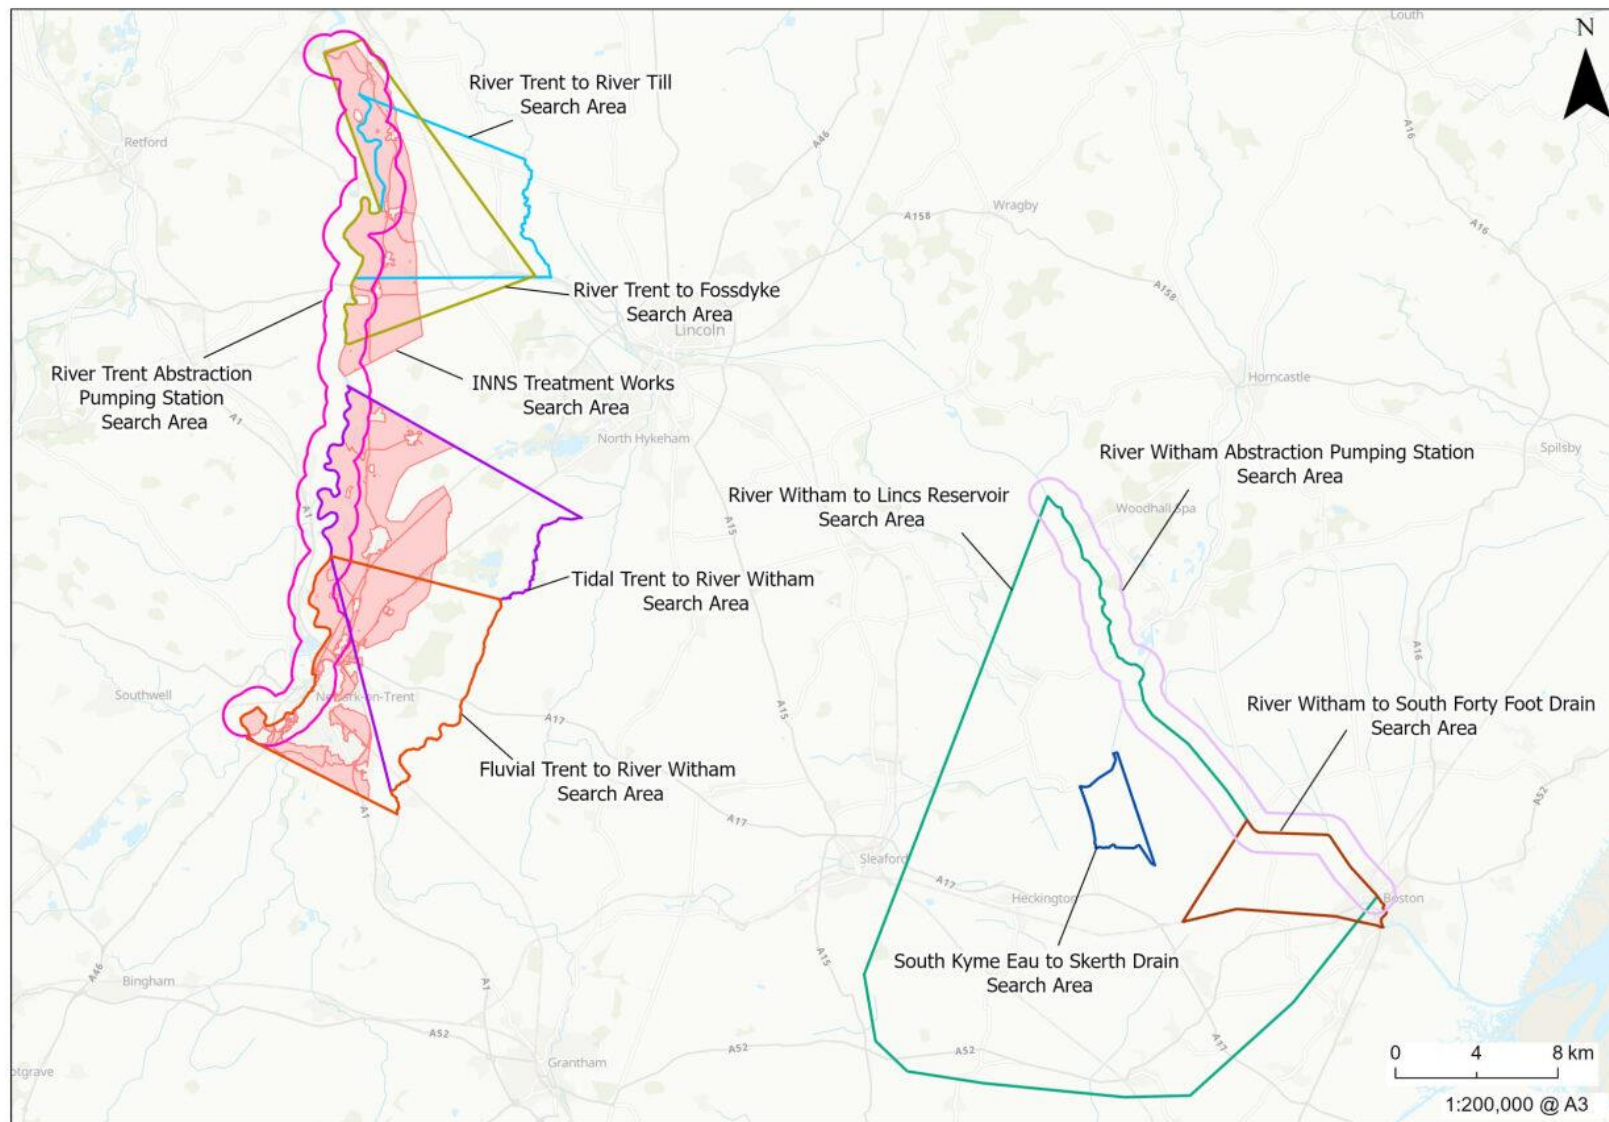 Louth
N
River Trent to River Till
Search Area
A46
A16
Retford
Wragby
A158
A16
River Trent to Fossdyke
Search Area
A158
Lincoln
River Trent Abstraction
Pumping Station
Search Area
INNS Treatment Works
Search Area
Horncastle
A1
North Hykeham
Spilsby
River Witham Abstraction Pumping Station
Search Area
River Witham to Lincs Reservoir
Search Area
Woodhall Spa
A1
A15
Tidal Trent to River Witham
Search Area
A16
Southwell
Newark-on-Trent
A15
A17
River Witham to South Forty Foot Drain
Search Area
Fluvial Trent to River Witham
Search Area
A52
A1
A17
Sleaford
A17
Heckington
Boston
South Kyme Eau to Skerth Drain
Search Area
A15
A46
Bingham
A1
A52
A52
A52
A17
Grantham
otgrave
0 4 8 km
1:200,000 @ A3